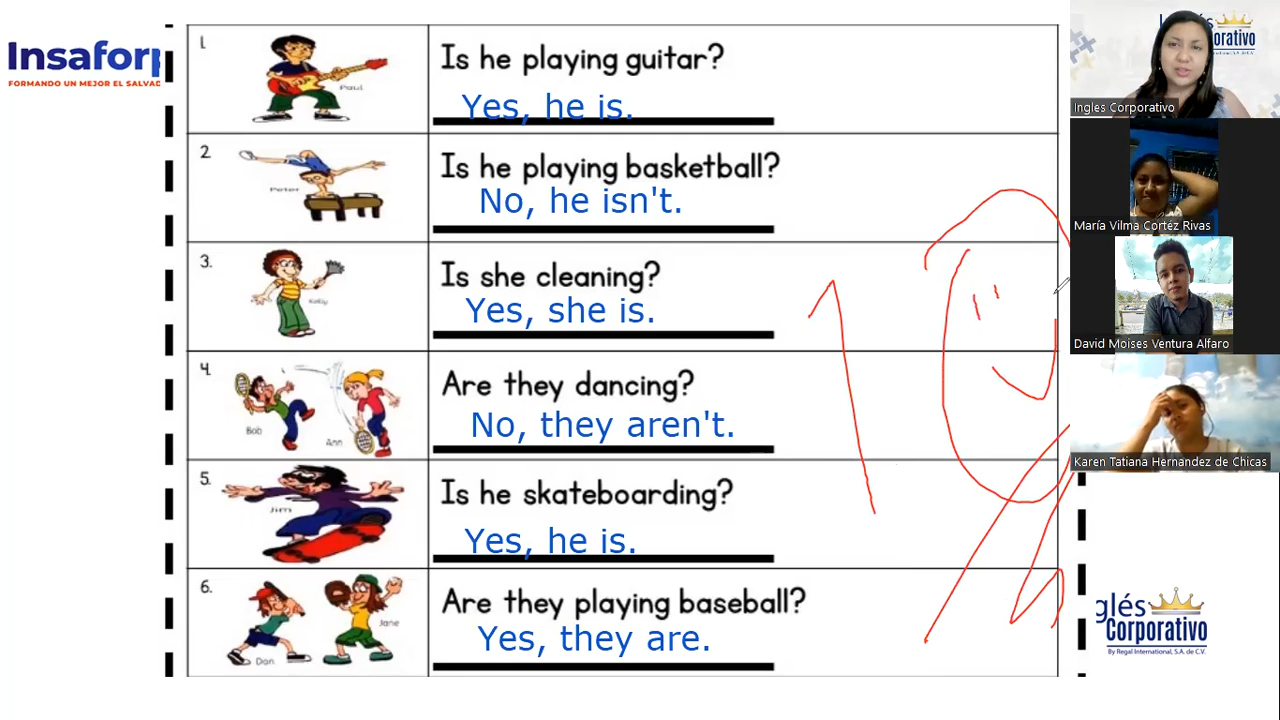 Insaforp
FORMANDO UN MEJOR EL SALVAD
1.
Paul
Is he playing guitar?
Yes, he is.
2.
Peter
Is he playing basketball?
No, he isn't.
3.
Is she cleaning?
Yes, she is.
4.
Bob
Ann
Are they dancing?
No, they aren't.
5.
Jim
Is he skateboarding?
Yes, he is.
6.
Dan
Jane
Are they playing baseball?
Yes, they are.
10
Ingles Corporativo
María Vilma Cortéz Rivas
David Moises Ventura Alfaro
Karen Tatiana Hernandez de Chicas
glés
Corporativo
By Regal International, S.A. de C.V.